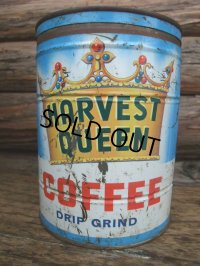 HARVEST
QUEEN
SOLD OUT
COFFEE
DRIP GRIND